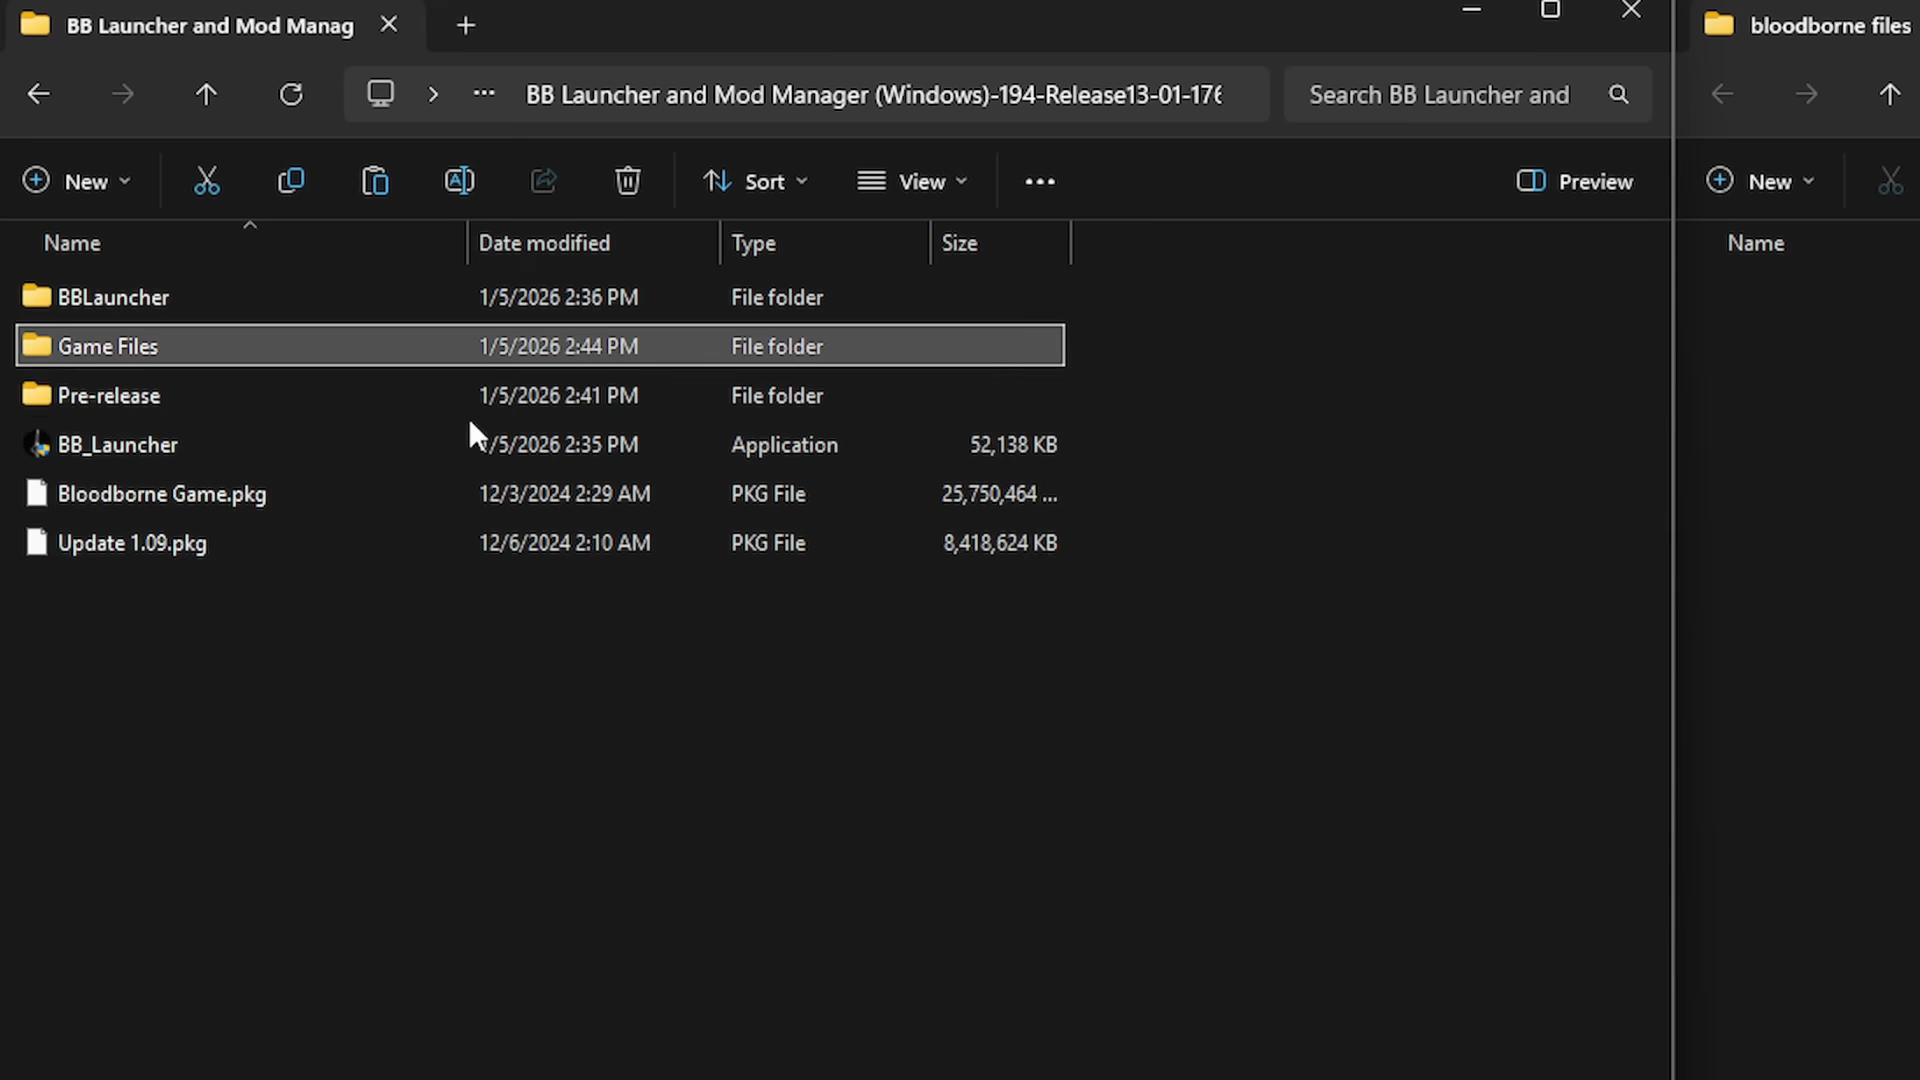 BB Launcher and Mod Manag
bloodborne files
BB Launcher and Mod Manager (Windows)-194-Release13-01-176
Search BB Launcher and
New
Sort
View
Preview
New
Name Date modified Type Size
Name
BBLauncher 1/5/2026 2:36 PM File folder
Game Files 1/5/2026 2:44 PM File folder
Pre-release 1/5/2026 2:41 PM File folder
BB_Launcher /5/2026 2:35 PM Application 52,138 KB
Bloodborne Game.pkg 12/3/2024 2:29 AM PKG File 25,750,464 ...
Update 1.09.pkg 12/6/2024 2:10 AM PKG File 8,418,624 KB